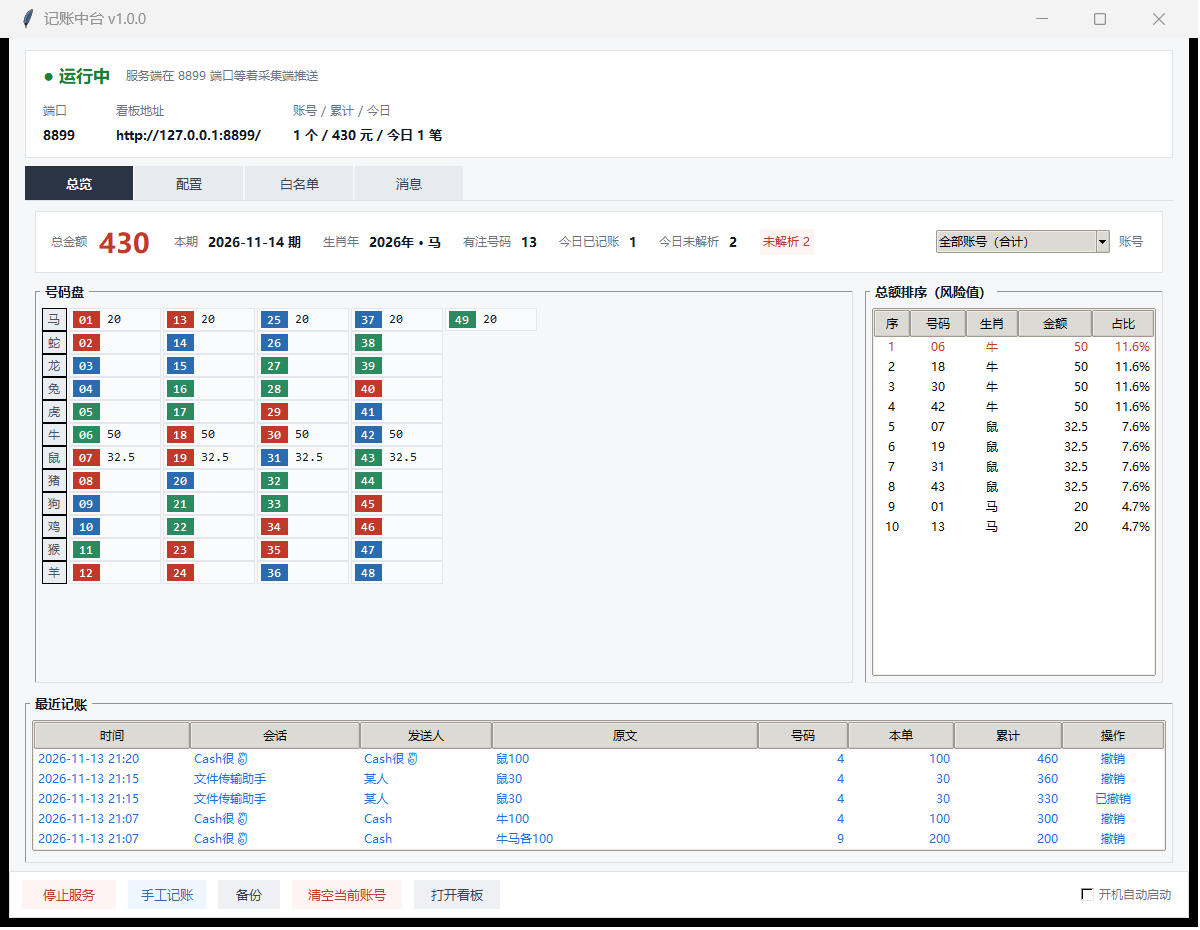 记账中台 v1.0.0
● 运行中 服务端在 8899 端口等着采集端推送
端口 看板地址 账号 / 累计 / 今日
8899 http://127.0.0.1:8899/ 1 个 / 430 元 / 今日 1 笔
总览 配置 白名单 消息
总金额 430 本期 2026-11-14 期 生肖年 2026年 • 马 有注号码 13 今日已记账 1 今日未解析 2 未解析 2 全部账号（合计） 账号
号码盘
马 01 20 13 20 25 20 37 20 49 20
蛇 02 14 26 38
龙 03 15 27 39
兔 04 16 28 40
虎 05 17 29 41
牛 06 50 18 50 30 50 42 50
鼠 07 32.5 19 32.5 31 32.5 43 32.5
猪 08 20 32 44
狗 09 21 33 45
鸡 10 22 34 46
猴 11 23 35 47
羊 12 24 36 48
总额排序（风险值）
序 号码 生肖 金额 占比
1 06 牛 50 11.6%
2 18 牛 50 11.6%
3 30 牛 50 11.6%
4 42 牛 50 11.6%
5 07 鼠 32.5 7.6%
6 19 鼠 32.5 7.6%
7 31 鼠 32.5 7.6%
8 43 鼠 32.5 7.6%
9 01 马 20 4.7%
10 13 马 20 4.7%
最近记账
时间 会话 发送人 原文 号码 本单 累计 操作
2026-11-13 21:20 Cash很✌ Cash很✌ 鼠100 4 100 460 撤销
2026-11-13 21:15 文件传输助手 某人 鼠30 4 30 360 撤销
2026-11-13 21:15 文件传输助手 某人 鼠30 4 30 330 已撤销
2026-11-13 21:07 Cash很✌ Cash 牛100 4 100 300 撤销
2026-11-13 21:07 Cash很✌ Cash 牛马各100 9 200 200 撤销
停止服务 手工记账 备份 清空当前账号 打开看板 开机自动启动